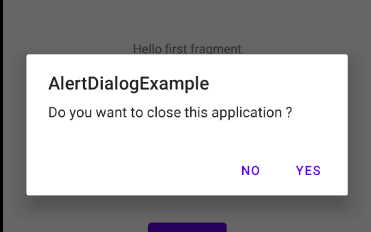 Hello first fragment
AlertDialogExample
Do you want to close this application ?
NO YES